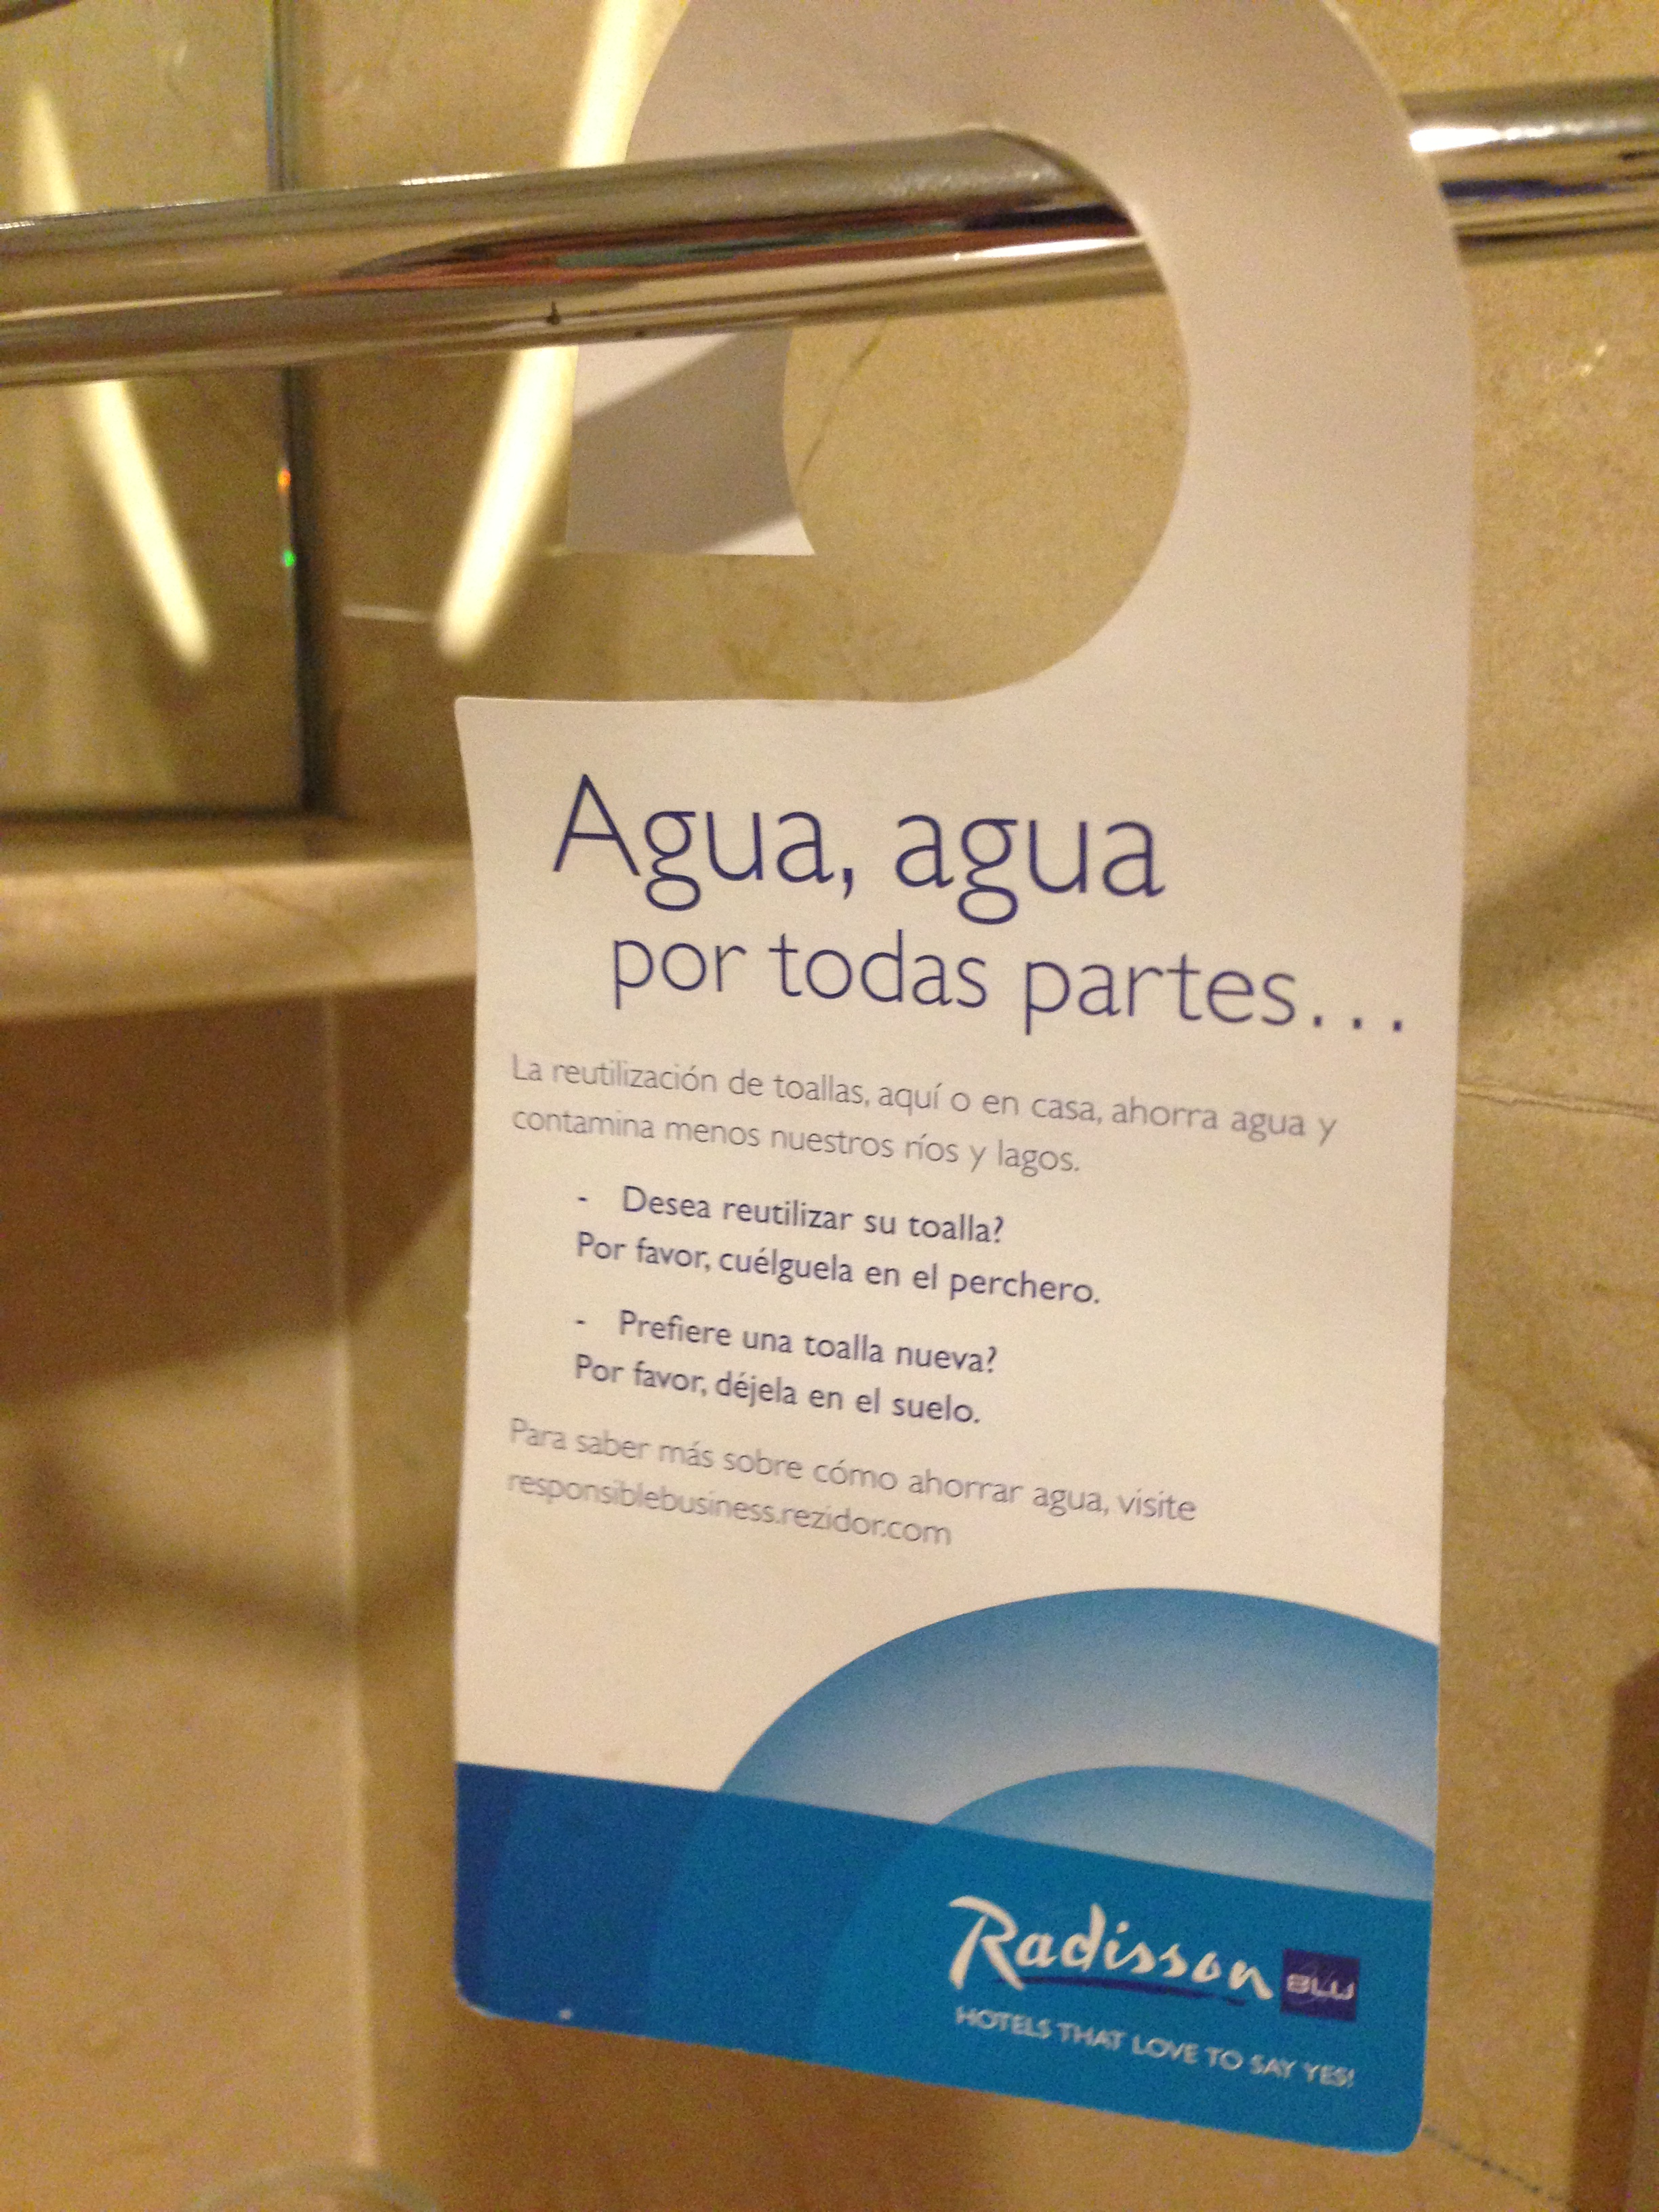 Agua, agua
por todas partes...
La reutilización de toallas, aquí o en casa, ahorra agua y
contamina menos nuestros ríos y lagos.
- Desea reutilizar su toalla?
Por favor, cuélguela en el perchero.
- Prefiere una toalla nueva?
Por favor, déjela en el suelo.
Para saber más sobre cómo ahorrar agua, visite
responsiblebusiness.rezidor.com
Radisson BLU
HOTELS THAT LOVE TO SAY YES!